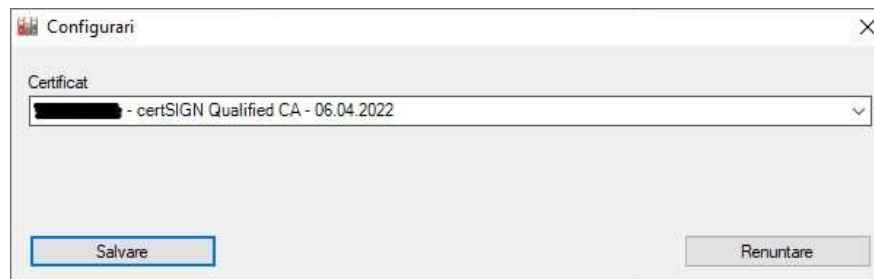 Configurari
Certificat
- certSIGN Qualified CA - 06.04.2022
Salvare
Renuntare